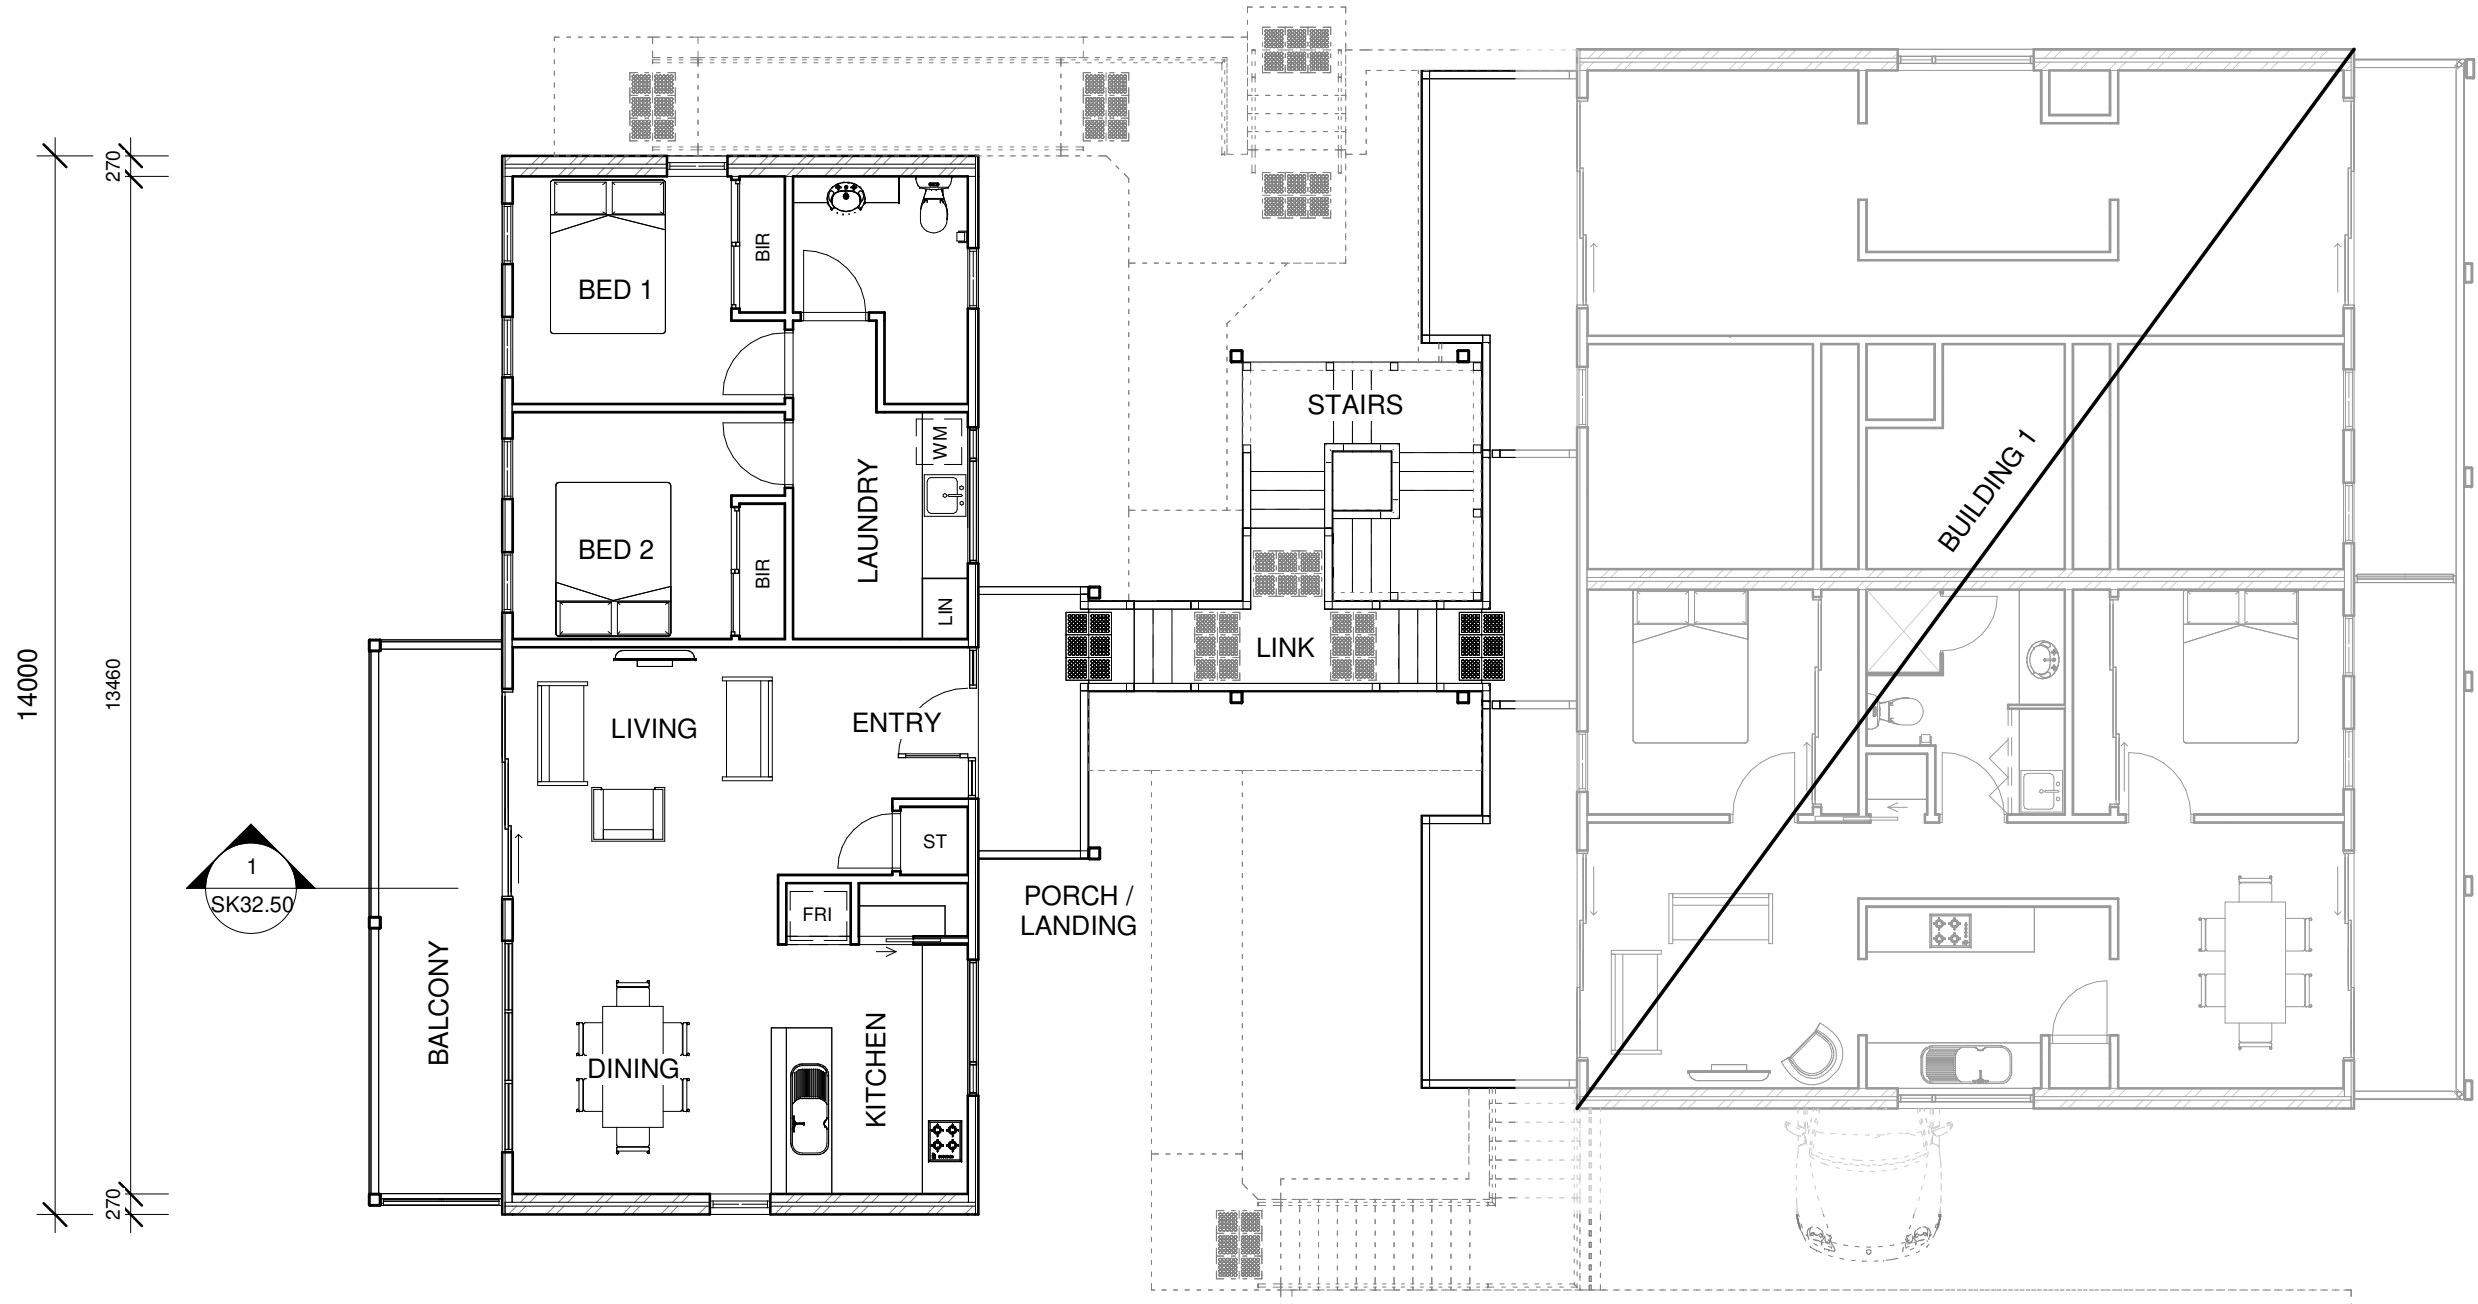 270
14000
13460
270
BED 1
BIR
BED 2
BIR
LAUNDRY
WM
LIN
STAIRS
LINK
BUILDING 1
LIVING
ENTRY
ST
FRI
1
SK32.50
BALCONY
PORCH /
LANDING
DINING
KITCHEN